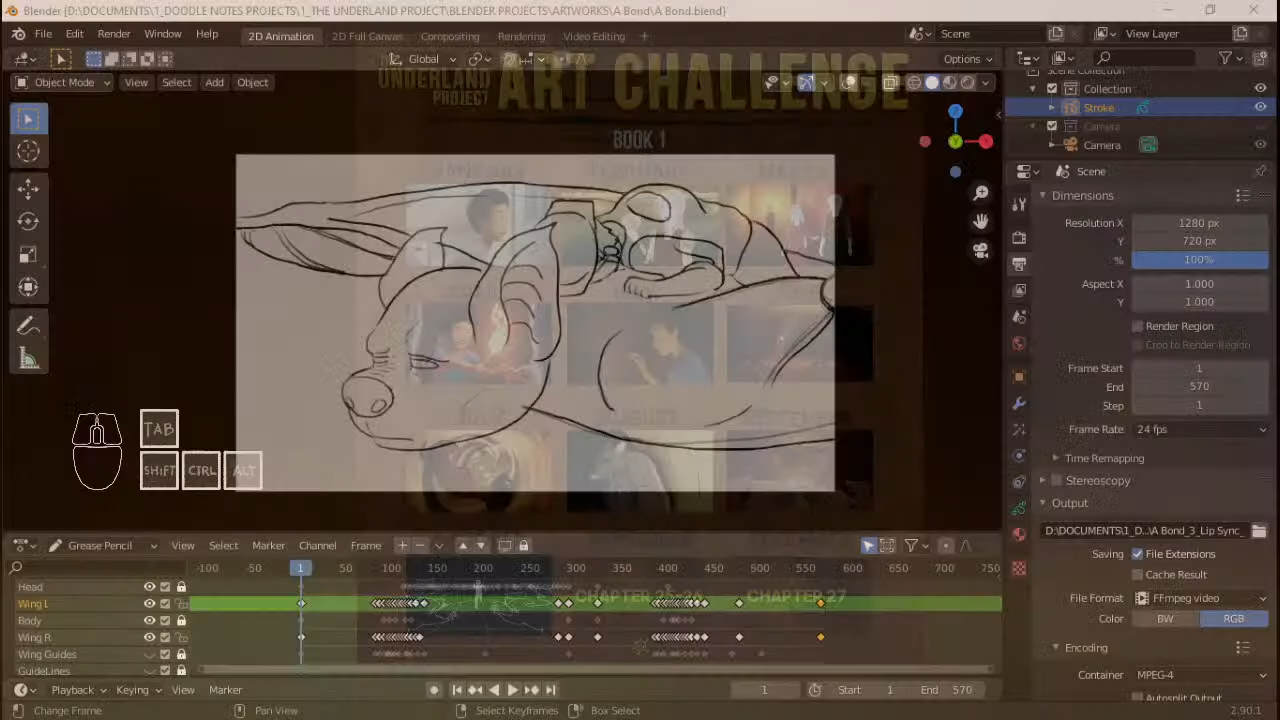 Blender [D:\DOCUMENTS\1_DOODLE NOTES PROJECTS\1_THE UNDERLAND PROJECT\BLENDER PROJECTS\ARTWORKS\A Bond\A Bond.blend]
File Edit Render Window Help 2D Animation 2D Full Canvas Compositing Rendering Video Editing + Scene View Layer
Global Options
Object Mode View Select Add Object
Scene Collection
Collection
Stroke
Camera
Camera
UNDERLAND PROJECT ART CHALLENGE
BOOK 1
Scene
Dimensions
Resolution X 1280 px
Y 720 px
% 100%
Aspect X 1.000
Y 1.000
Render Region
Crop to Render Region
Frame Start 1
End 570
Step 1
Frame Rate 24 fps
Time Remapping
Stereoscopy
Output
D:\DOCUMENTS\1_D...\A Bond_3_Lip Sync_
Saving File Extensions
Cache Result
File Format FFmpeg video
Color BW RGB
Encoding
Container MPEG-4
Autosplit Output
TAB
SHIFT CTRL ALT
AUGUST
Grease Pencil View Select Marker Channel Frame
-100 -50 1 50 100 150 200 250 300 350 400 450 500 550 600 650 700 750
Head
Wing L
Body
Wing R
Wing Guides
GuideLines
CHAPTER 27
Playback Keying View Marker 1 Start 1 End 570
Change Frame Pan View Select Keyframes Box Select 2.90.1